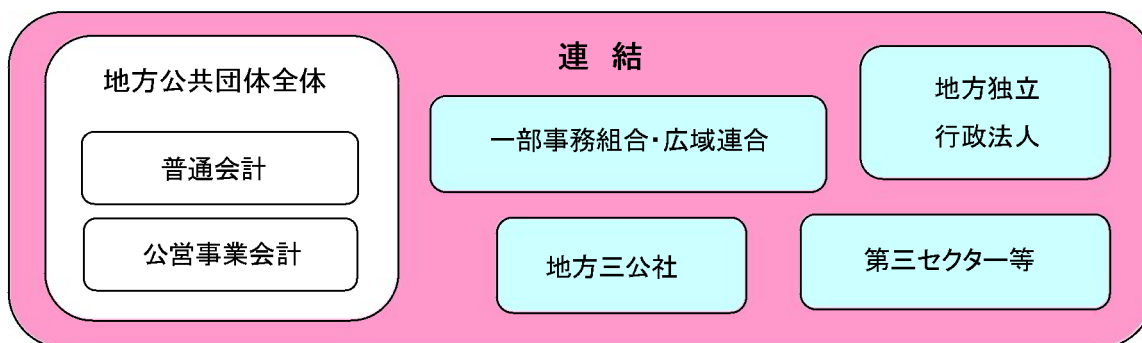 連 結
地方公共団体全体
普通会計
公営事業会計
一部事務組合・広域連合
地方独立
行政法人
地方三公社
第三セクター等